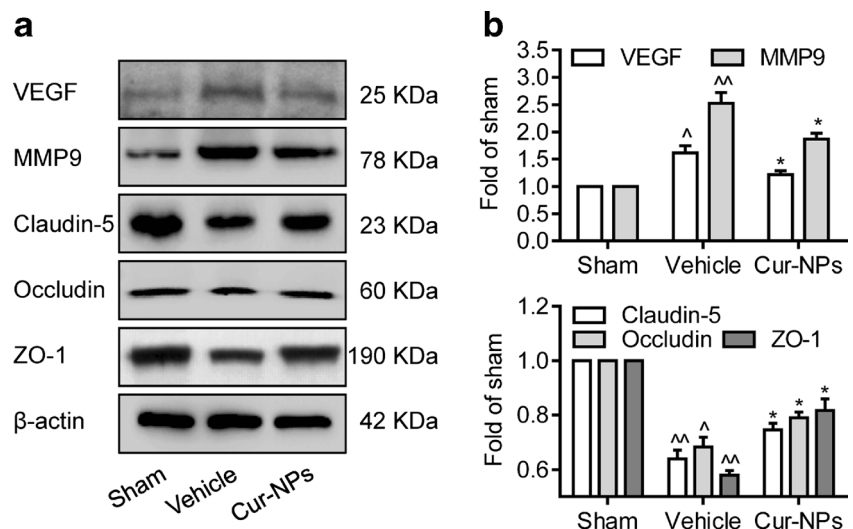 a
VEGF 25 KDa
MMP9 78 KDa
Claudin-5 23 KDa
Occludin 60 KDa
ZO-1 190 KDa
β-actin 42 KDa
Sham Vehicle Cur-NPs
b
VEGF MMP9
Fold of sham
3.5
3.0
2.5
2.0
1.5
1.0
0.5
0.0
^ ^^ * *
Sham Vehicle Cur-NPs
Claudin-5
Occludin ZO-1
Fold of sham
1.2
1.0
0.8
0.6
^^ ^ ^^ * * *
Sham Vehicle Cur-NPs